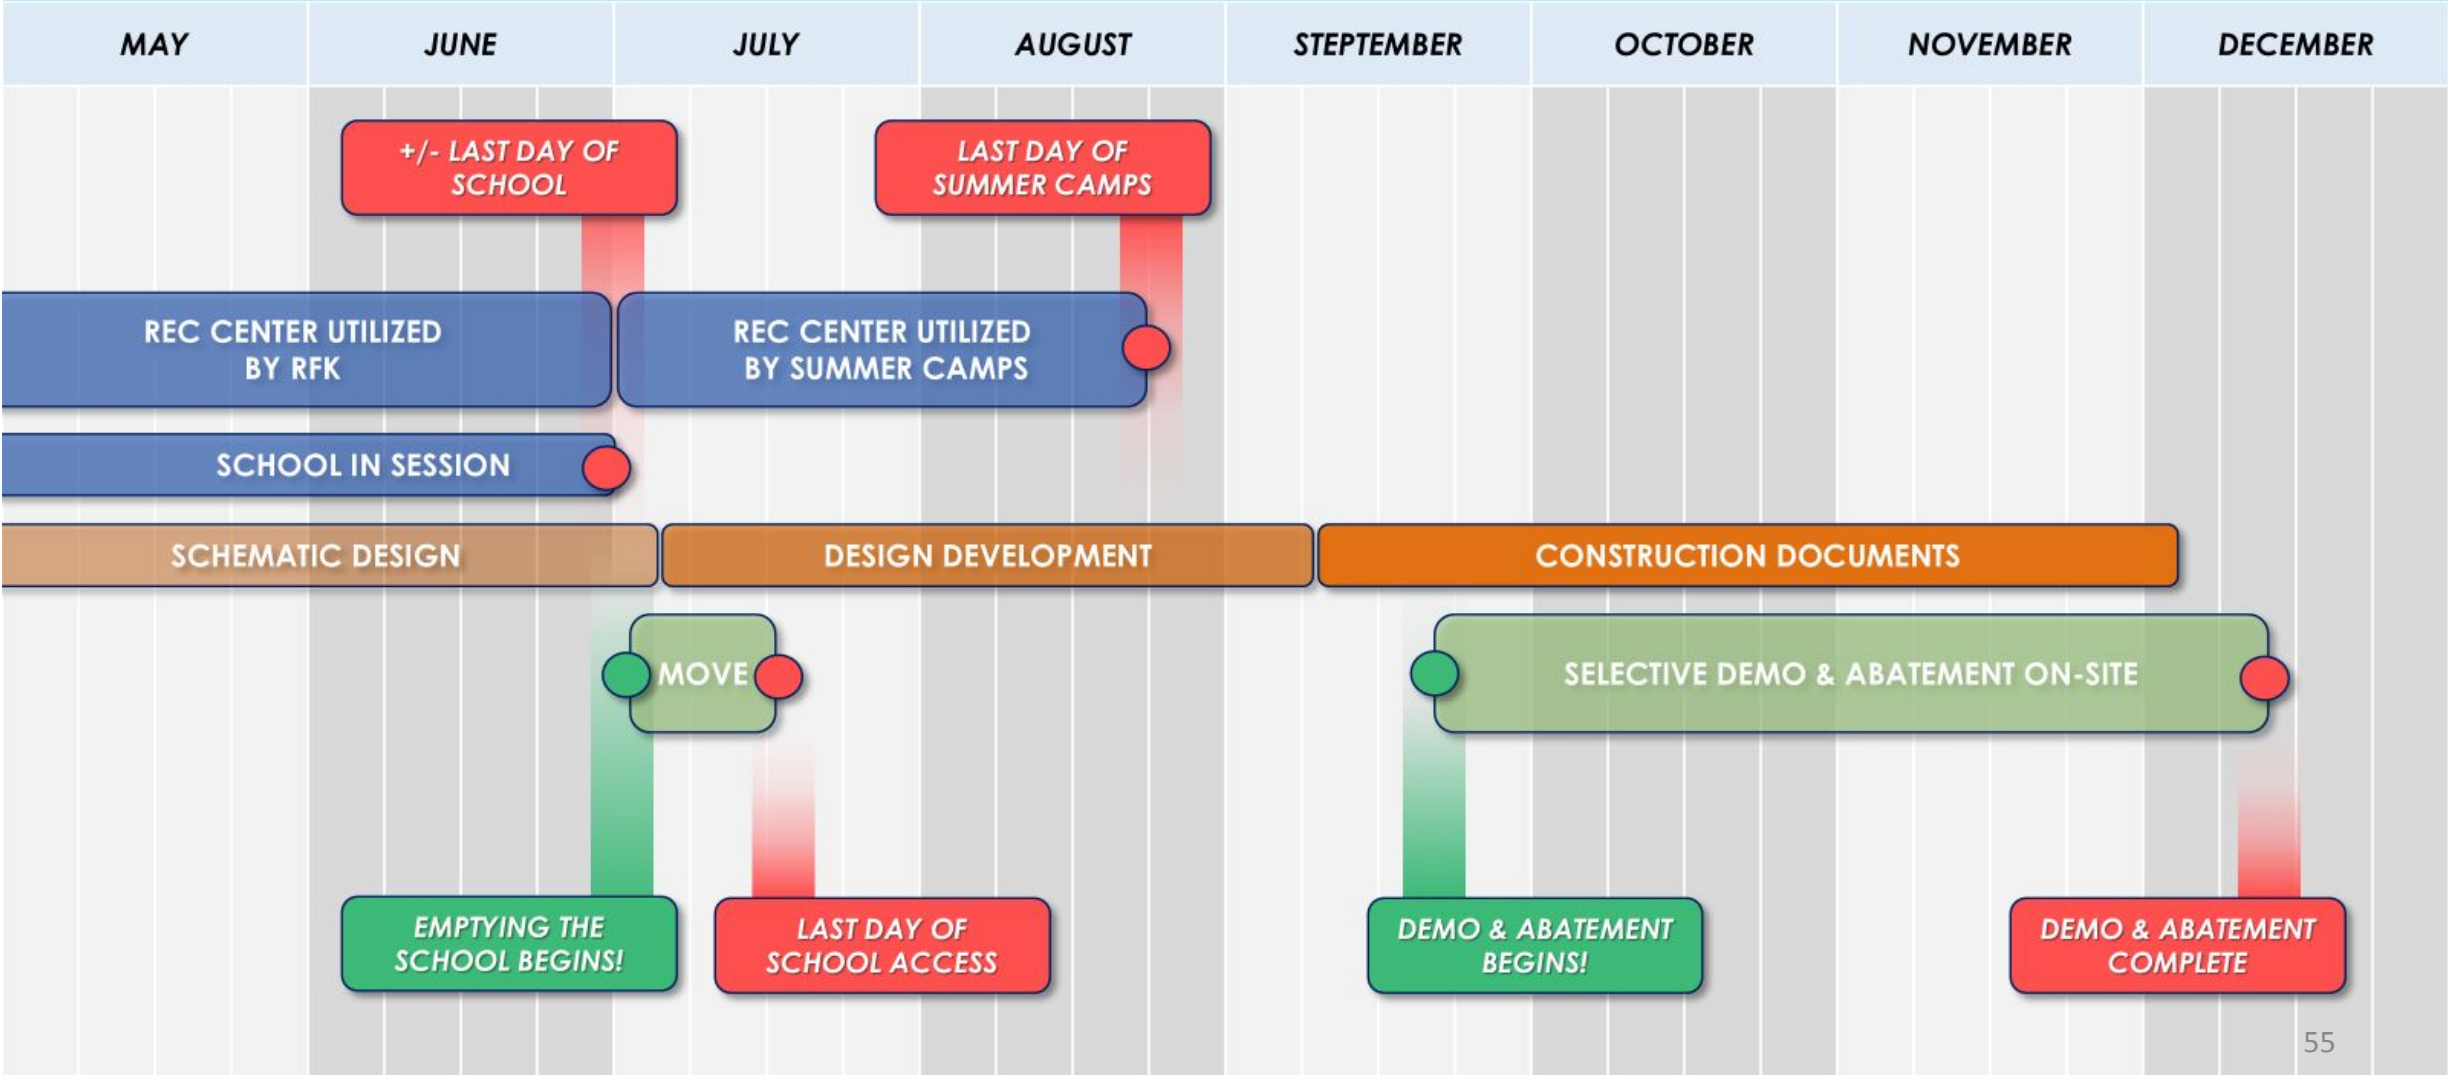 MAY
JUNE
JULY
AUGUST
STEPTEMBER
OCTOBER
NOVEMBER
DECEMBER
+/- LAST DAY OF
SCHOOL
LAST DAY OF
SUMMER CAMPS
REC CENTER UTILIZED
BY RFK
REC CENTER UTILIZED
BY SUMMER CAMPS
SCHOOL IN SESSION
SCHEMATIC DESIGN
DESIGN DEVELOPMENT
CONSTRUCTION DOCUMENTS
MOVE
SELECTIVE DEMO & ABATEMENT ON-SITE
EMPTYING THE
SCHOOL BEGINS!
LAST DAY OF
SCHOOL ACCESS
DEMO & ABATEMENT
BEGINS!
DEMO & ABATEMENT
COMPLETE
55